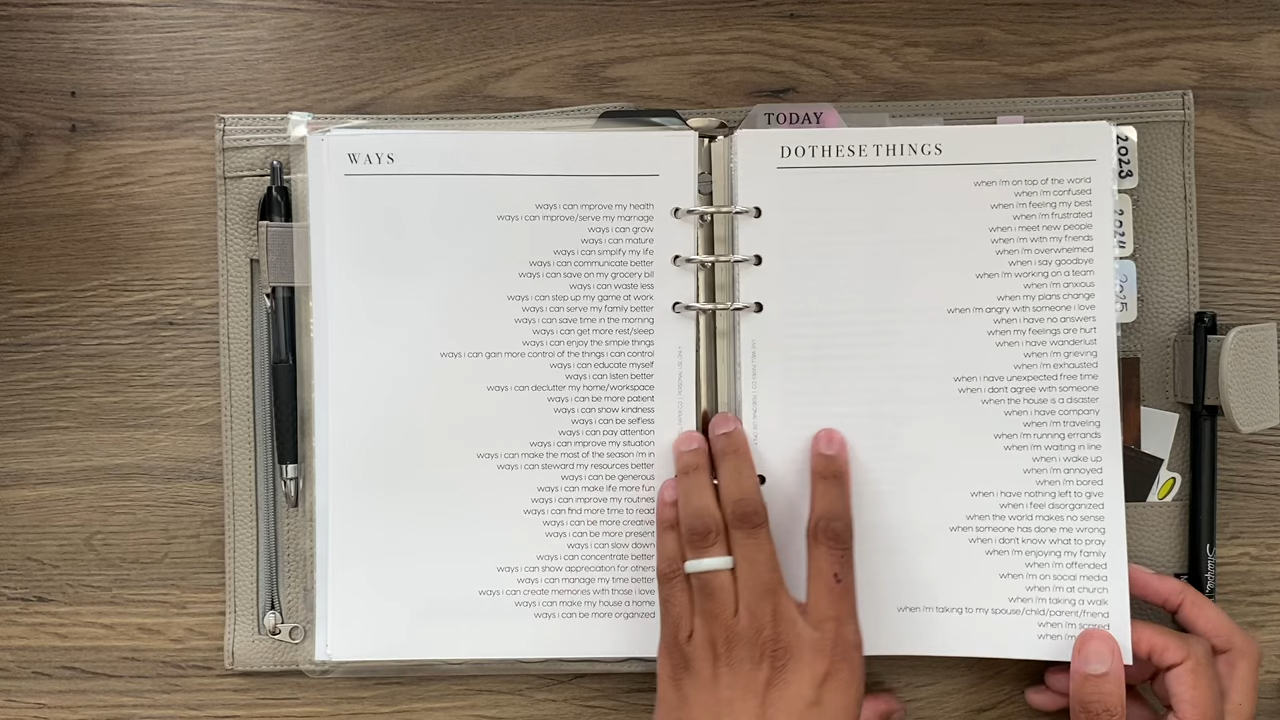 TODAY
WAYS
ways i can improve my health
ways i can improve/serve my marriage
ways i can grow
ways i can mature
ways i can simplify my life
ways i can communicate better
ways i can save on my grocery bill
ways i can waste less
ways i can step up my game at work
ways i can serve my family better
ways i can save time in the morning
ways i can get more rest/sleep
ways i can enjoy the simple things
ways i can gain more control of the things i can control
ways i can educate myself
ways i can listen better
ways i can declutter my home/workspace
ways i can be more patient
ways i can show kindness
ways i can be selfless
ways i can pay attention
ways i can improve my situation
ways i can make the most of the season i'm in
ways i can steward my resources better
ways i can be generous
ways i can make life more fun
ways i can improve my routines
ways i can find more time to read
ways i can be more creative
ways i can be more present
ways i can slow down
ways i can concentrate better
ways i can show appreciation for others
ways i can manage my time better
ways i can create memories with those i love
ways i can make my house a home
ways i can be more organized
DO THESE THINGS
when i'm on top of the world
when i'm confused
when i'm feeling my best
when i'm frustrated
when i meet new people
when i'm with my friends
when i'm overwhelmed
when i say goodbye
when i'm working on a team
when i'm anxious
when my plans change
when i'm angry with someone i love
when i have no answers
when my feelings are hurt
when i have wanderlust
when i'm grieving
when i'm exhausted
when i have unexpected free time
when i don't agree with someone
when the house is a disaster
when i have company
when i'm traveling
when i'm running errands
when i'm waiting in line
when i wake up
when i'm annoyed
when i'm bored
when i have nothing left to give
when i feel disorganized
when the world makes no sense
when someone has done me wrong
when i don't know what to pray
when i'm enjoying my family
when i'm offended
when i'm on social media
when i'm at church
when i'm taking a walk
when i'm talking to my spouse/child/parent/friend
when i'm scared
when i'm
2023
2024
2025
Sharpie